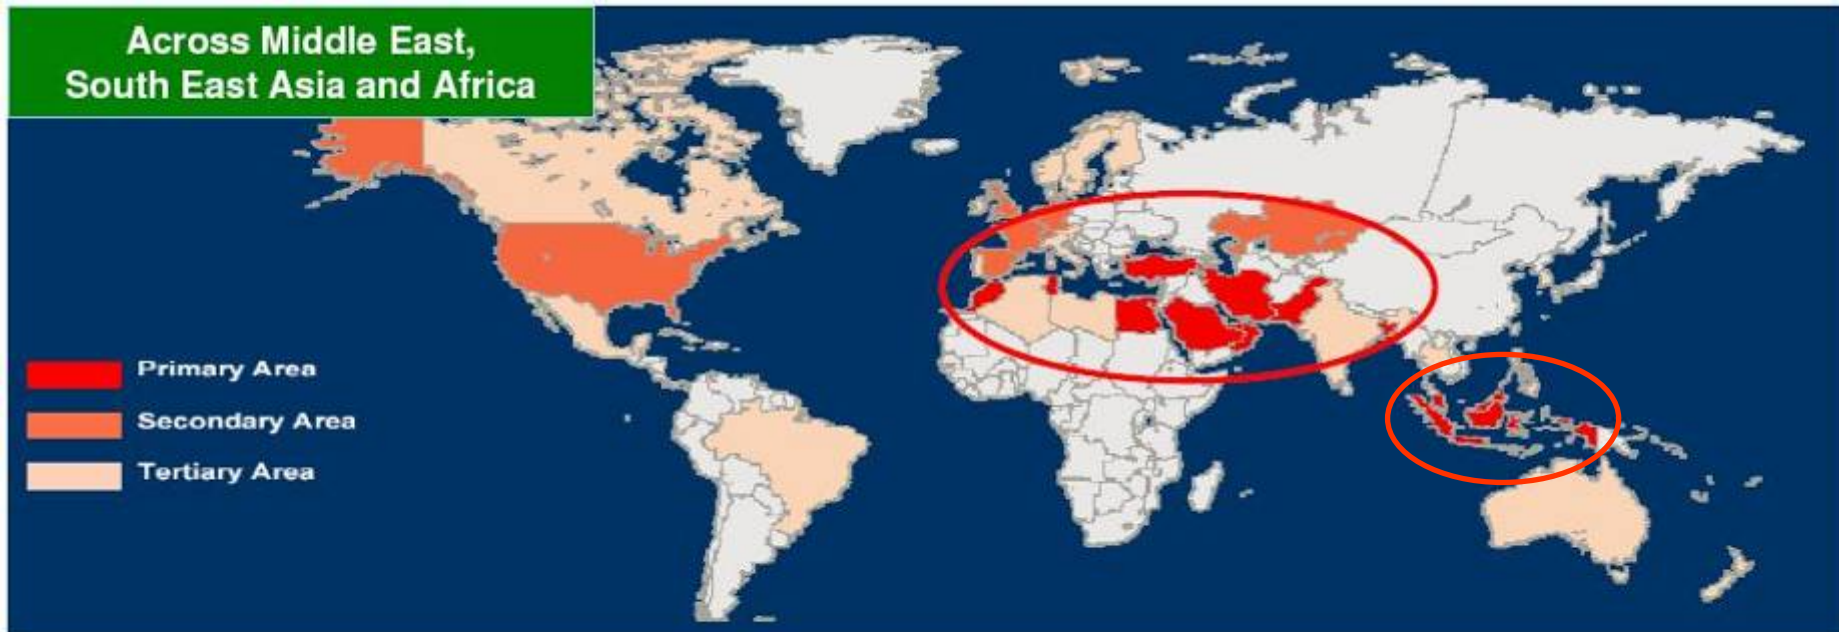 Across Middle East,
South East Asia and Africa
Primary Area
Secondary Area
Tertiary Area